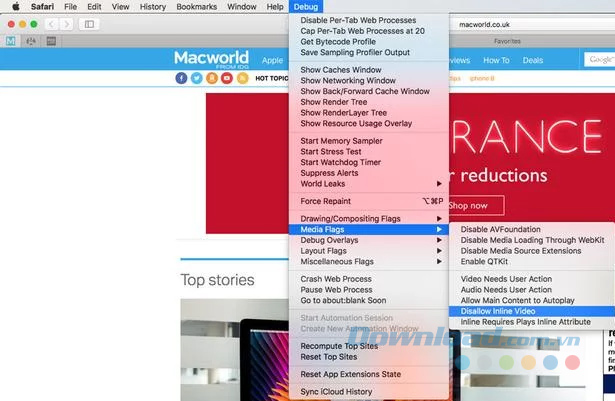 Safari File Edit View History Bookmarks Window Help Debug
macworld.co.uk
Favorites
Macworld
FROM IDG
Apple
views How To Deals
Google
HOT TOPIC
tips iphone 8
Disable Per-Tab Web Processes
Cap Per-Tab Web Processes at 20
Get Bytecode Profile
Save Sampling Profiler Output
Show Caches Window
Show Networking Window
Show Back/Forward Cache Window
Show Render Tree
Show RenderLayer Tree
Show Resource Usage Overlay
Start Memory Sampler
Start Stress Test
Start Watchdog Timer
Suppress Alerts
World Leaks
Force Repaint ⌥⌘P
Drawing/Compositing Flags
Media Flags
Debug Overlays
Layout Flags
Miscellaneous Flags
Crash Web Process
Pause Web Process
Go to about:blank Soon
Start Automation Session
Create New Automation Window
Recompute Top Sites
Reset Top Sites
Reset App Extensions State
Sync iCloud History
Disable AVFoundation
Disable Media Loading Through WebKit
Disable Media Source Extensions
Enable QTKit
Video Needs User Action
Audio Needs User Action
Allow Main Content to Autoplay
Disallow Inline Video
Inline Requires Plays Inline Attribute
RANCE
r reductions
Shop now
Top stories
Download.com.vn